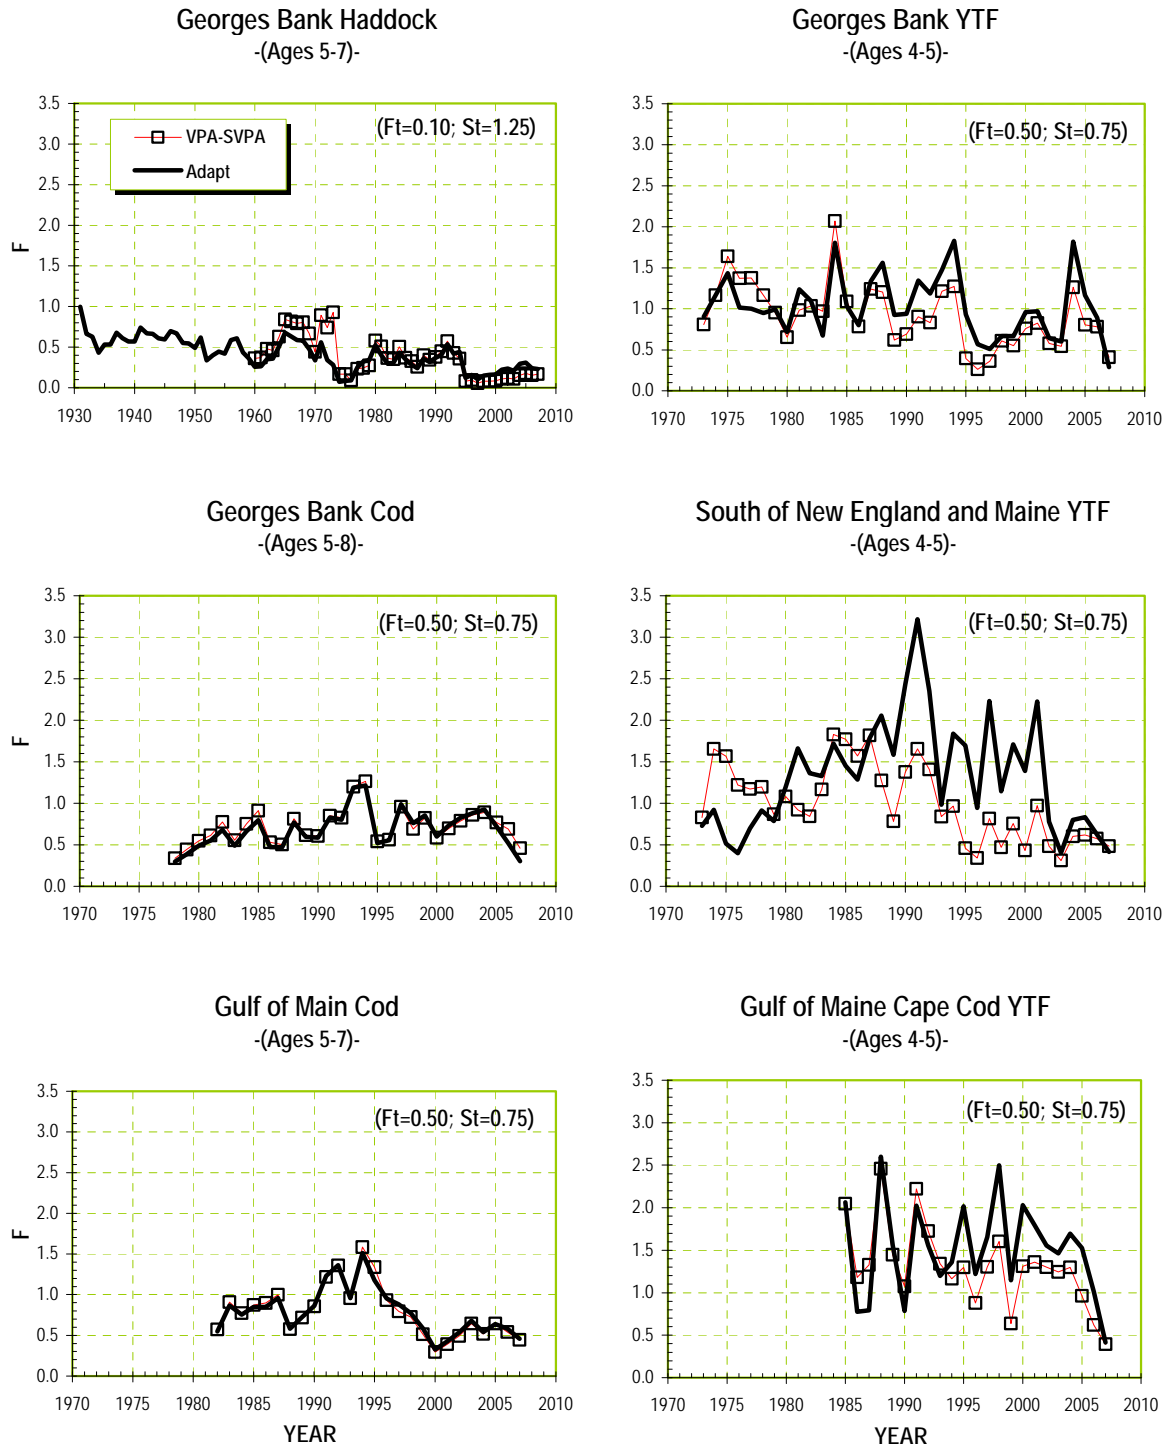 Georges Bank Haddock
-(Ages 5-7)-
3.5
3.0
2.5
2.0
1.5
1.0
0.5
0.0
F
VPA-SVPA
Adapt
(Ft=0.10; St=1.25)
1930 1940 1950 1960 1970 1980 1990 2000 2010
Georges Bank YTF
-(Ages 4-5)-
3.5
3.0
2.5
2.0
1.5
1.0
0.5
0.0
(Ft=0.50; St=0.75)
1970 1975 1980 1985 1990 1995 2000 2005 2010
Georges Bank Cod
-(Ages 5-8)-
3.5
3.0
2.5
2.0
1.5
1.0
0.5
0.0
F
(Ft=0.50; St=0.75)
1970 1975 1980 1985 1990 1995 2000 2005 2010
South of New England and Maine YTF
-(Ages 4-5)-
3.5
3.0
2.5
2.0
1.5
1.0
0.5
0.0
(Ft=0.50; St=0.75)
1970 1975 1980 1985 1990 1995 2000 2005 2010
Gulf of Main Cod
-(Ages 5-7)-
3.5
3.0
2.5
2.0
1.5
1.0
0.5
0.0
F
(Ft=0.50; St=0.75)
1970 1975 1980 1985 1990 1995 2000 2005 2010
YEAR
Gulf of Maine Cape Cod YTF
-(Ages 4-5)-
3.5
3.0
2.5
2.0
1.5
1.0
0.5
0.0
(Ft=0.50; St=0.75)
1970 1975 1980 1985 1990 1995 2000 2005 2010
YEAR